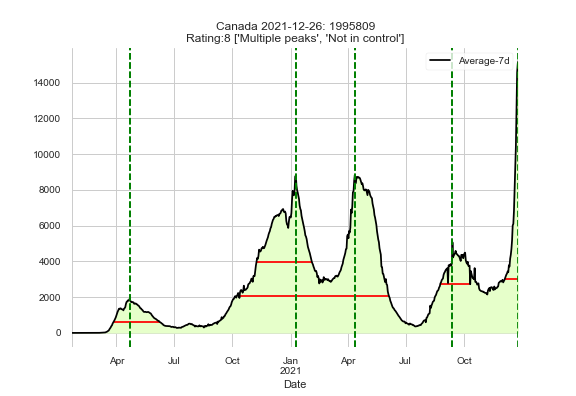 Canada 2021-12-26: 1995809
Rating:8 ['Multiple peaks', 'Not in control']
Average-7d
14000
12000
10000
8000
6000
4000
2000
0
Apr Jul Oct Jan Apr Jul Oct
2021
Date